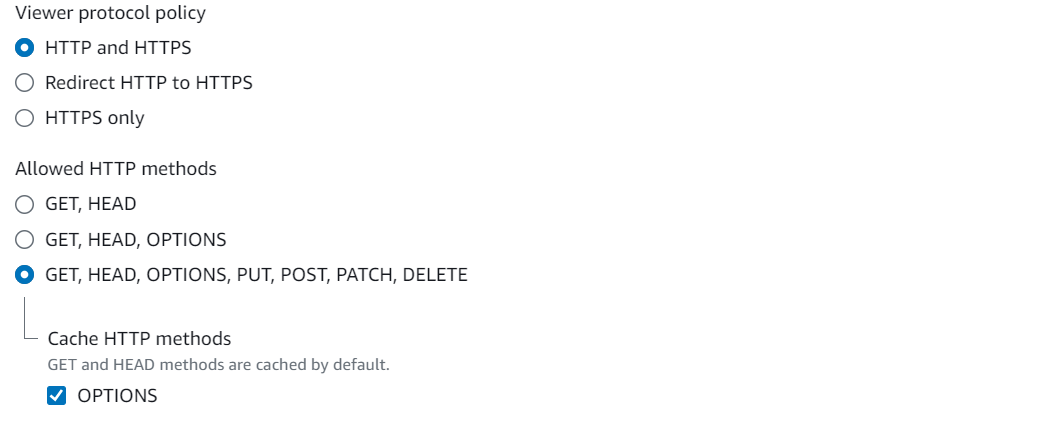 Viewer protocol policy
HTTP and HTTPS
Redirect HTTP to HTTPS
HTTPS only
Allowed HTTP methods
GET, HEAD
GET, HEAD, OPTIONS
GET, HEAD, OPTIONS, PUT, POST, PATCH, DELETE
Cache HTTP methods
GET and HEAD methods are cached by default.
OPTIONS